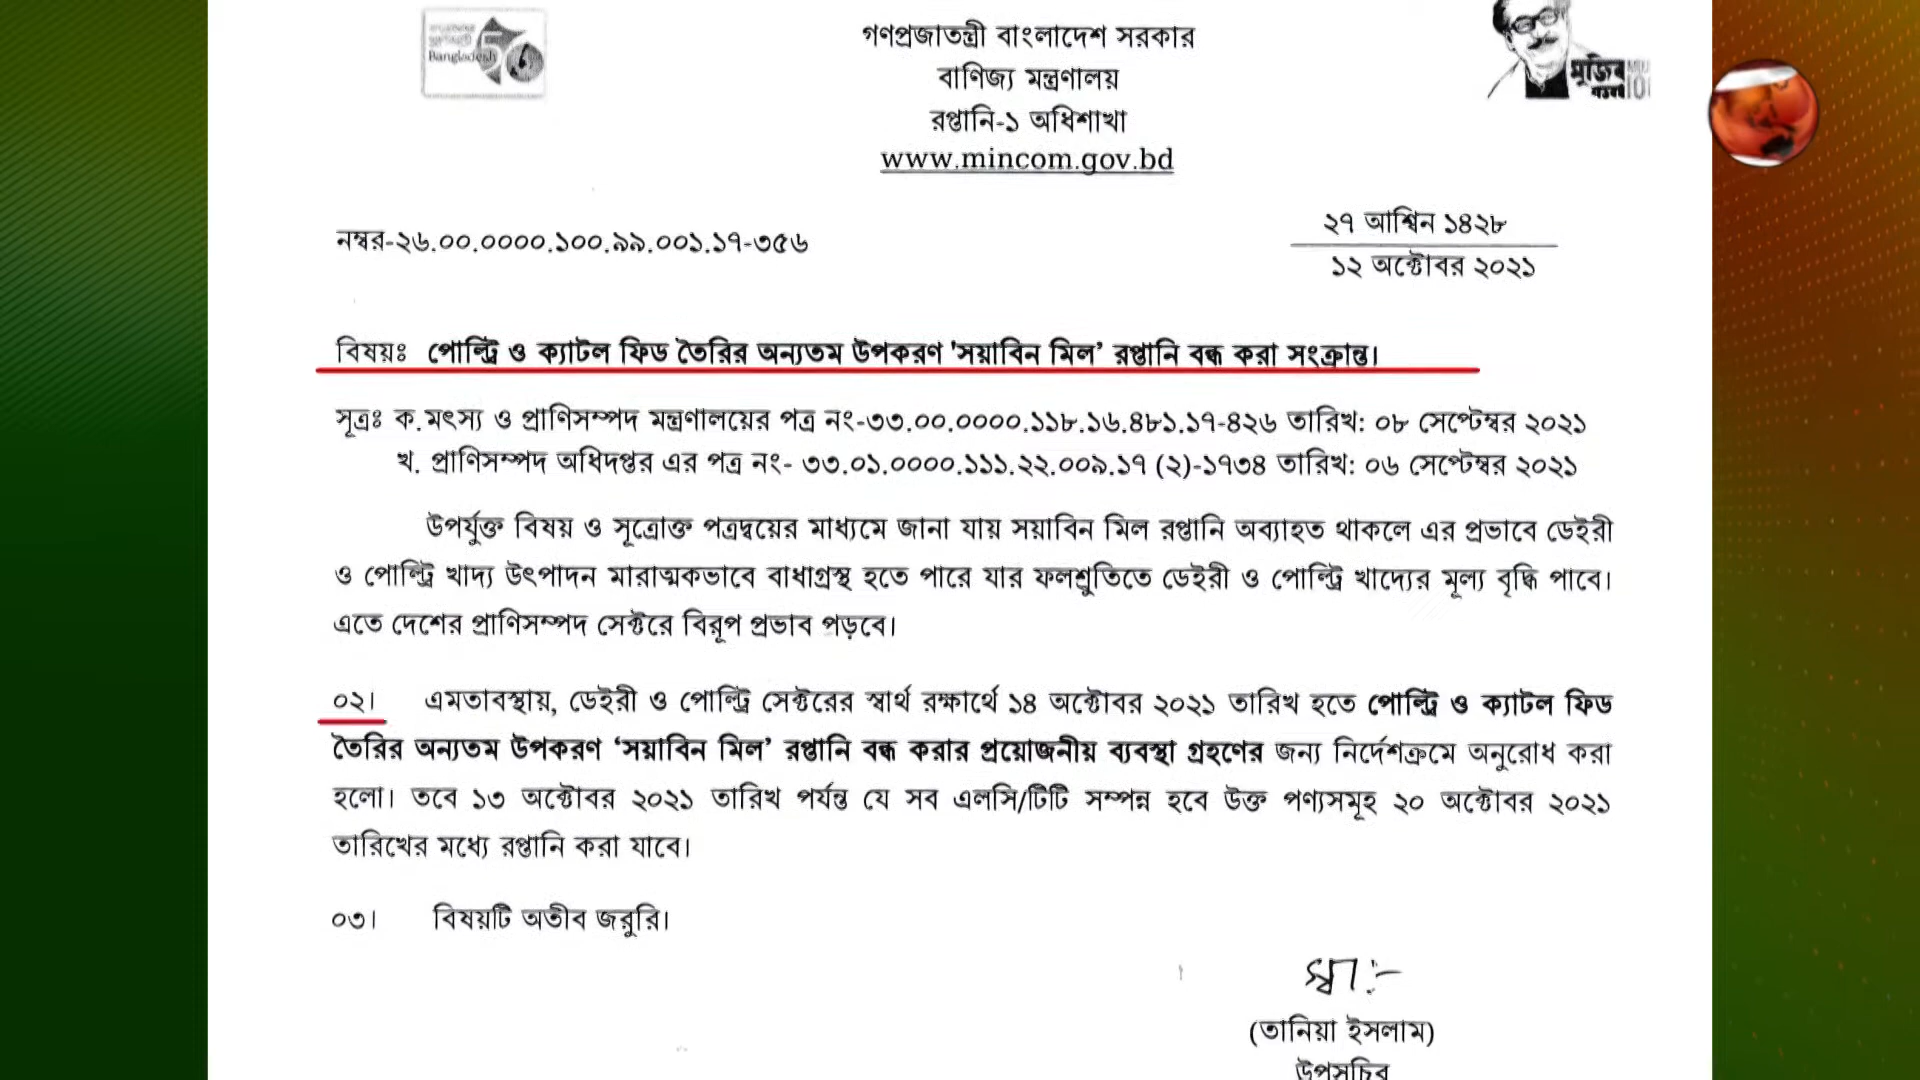 Bangladesh 50
মুজিব
শতবর্ষ 100
গণপ্রজাতন্ত্রী বাংলাদেশ সরকার
বাণিজ্য মন্ত্রণালয়
রপ্তানি-১ অধিশাখা
www.mincom.gov.bd
নম্বর-২৬.০০.০০০০.১০০.৯৯.০০১.১৭-৩৫৬
২৭ আশ্বিন ১৪২৮
১২ অক্টোবর ২০২১
বিষয়ঃ পোল্ট্রি ও ক্যাটল ফিড তৈরির অন্যতম উপকরণ 'সয়াবিন মিল’ রপ্তানি বন্ধ করা সংক্রান্ত।
সূত্রঃ ক.মৎস্য ও প্রাণিসম্পদ মন্ত্রণালয়ের পত্র নং-৩৩.০০.০০০০.১১৮.১৬.৪৮১.১৭-৪২৬ তারিখ: ০৮ সেপ্টেম্বর ২০২১
খ. প্রাণিসম্পদ অধিদপ্তর এর পত্র নং- ৩৩.০১.০০০০.১১১.২২.০০৯.১৭ (২)-১৭৩৪ তারিখ: ০৬ সেপ্টেম্বর ২০২১
উপর্যুক্ত বিষয় ও সূত্রোক্ত পত্রদ্বয়ের মাধ্যমে জানা যায় সয়াবিন মিল রপ্তানি অব্যাহত থাকলে এর প্রভাবে ডেইরী
ও পোল্ট্রি খাদ্য উৎপাদন মারাত্মকভাবে বাধাগ্রস্থ হতে পারে যার ফলশ্রুতিতে ডেইরী ও পোল্ট্রি খাদ্যের মূল্য বৃদ্ধি পাবে।
এতে দেশের প্রাণিসম্পদ সেক্টরে বিরূপ প্রভাব পড়বে।
০২। এমতাবস্থায়, ডেইরী ও পোল্ট্রি সেক্টরের স্বার্থ রক্ষার্থে ১৪ অক্টোবর ২০২১ তারিখ হতে পোল্ট্রি ও ক্যাটল ফিড
তৈরির অন্যতম উপকরণ ‘সয়াবিন মিল’ রপ্তানি বন্ধ করার প্রয়োজনীয় ব্যবস্থা গ্রহণের জন্য নির্দেশক্রমে অনুরোধ করা
হলো। তবে ১৩ অক্টোবর ২০২১ তারিখ পর্যন্ত যে সব এলসি/টিটি সম্পন্ন হবে উক্ত পণ্যসমূহ ২০ অক্টোবর ২০২১
তারিখের মধ্যে রপ্তানি করা যাবে।
০৩। বিষয়টি অতীব জরুরি।
স্বা:-
(তানিয়া ইসলাম)
উপসচিব